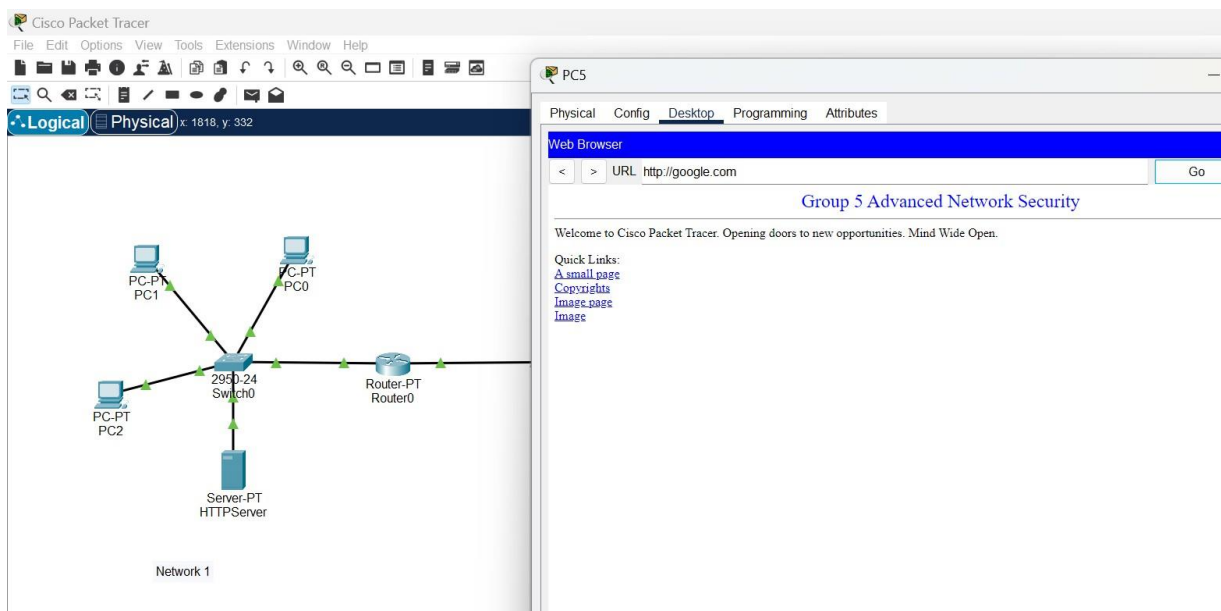 Cisco Packet Tracer
File Edit Options View Tools Extensions Window Help
Logical Physical x: 1818, y: 332
PC-PT
PC1
PC-PT
PC0
2950-24
Switch0
Router-PT
Router0
PC-PT
PC2
Server-PT
HTTPServer
Network 1
PC5
Physical Config Desktop Programming Attributes
Web Browser
< > URL http://google.com Go
Group 5 Advanced Network Security
Welcome to Cisco Packet Tracer. Opening doors to new opportunities. Mind Wide Open.
Quick Links:
A small page
Copyrights
Image page
Image